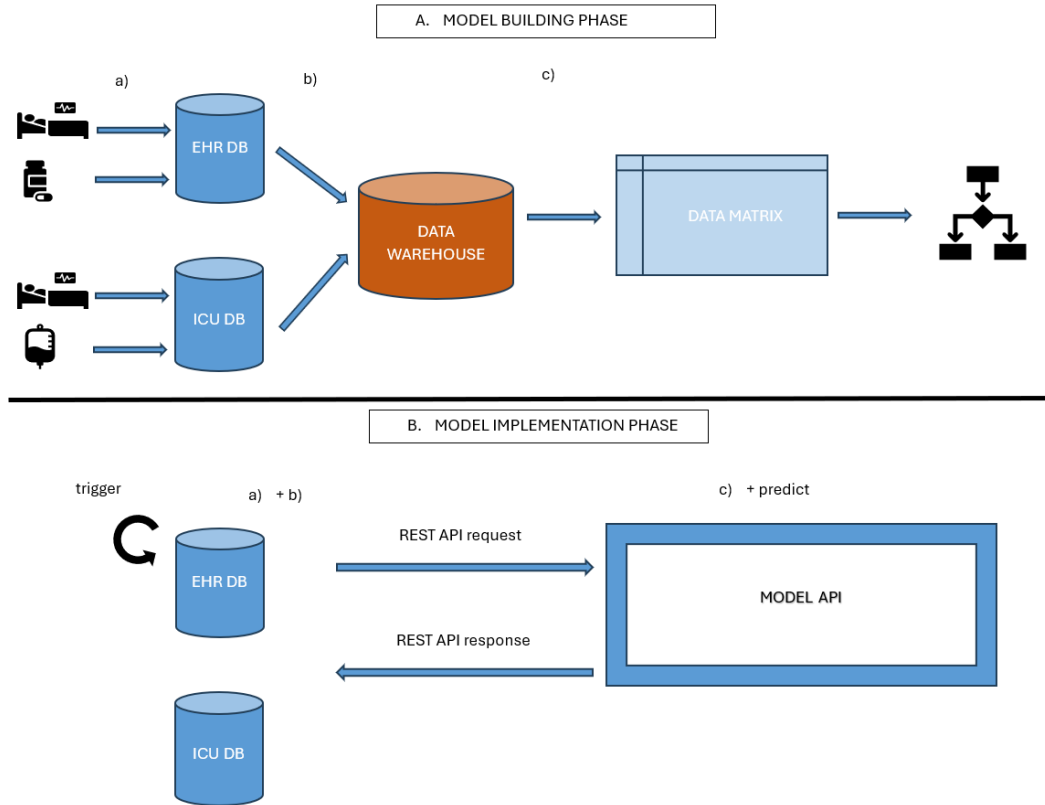 A. MODEL BUILDING PHASE
a)
b)
c)
EHR DB
DATA
WAREHOUSE
DATA MATRIX
ICU DB
B. MODEL IMPLEMENTATION PHASE
trigger
a) + b)
c) + predict
REST API request
EHR DB
MODEL API
REST API response
ICU DB